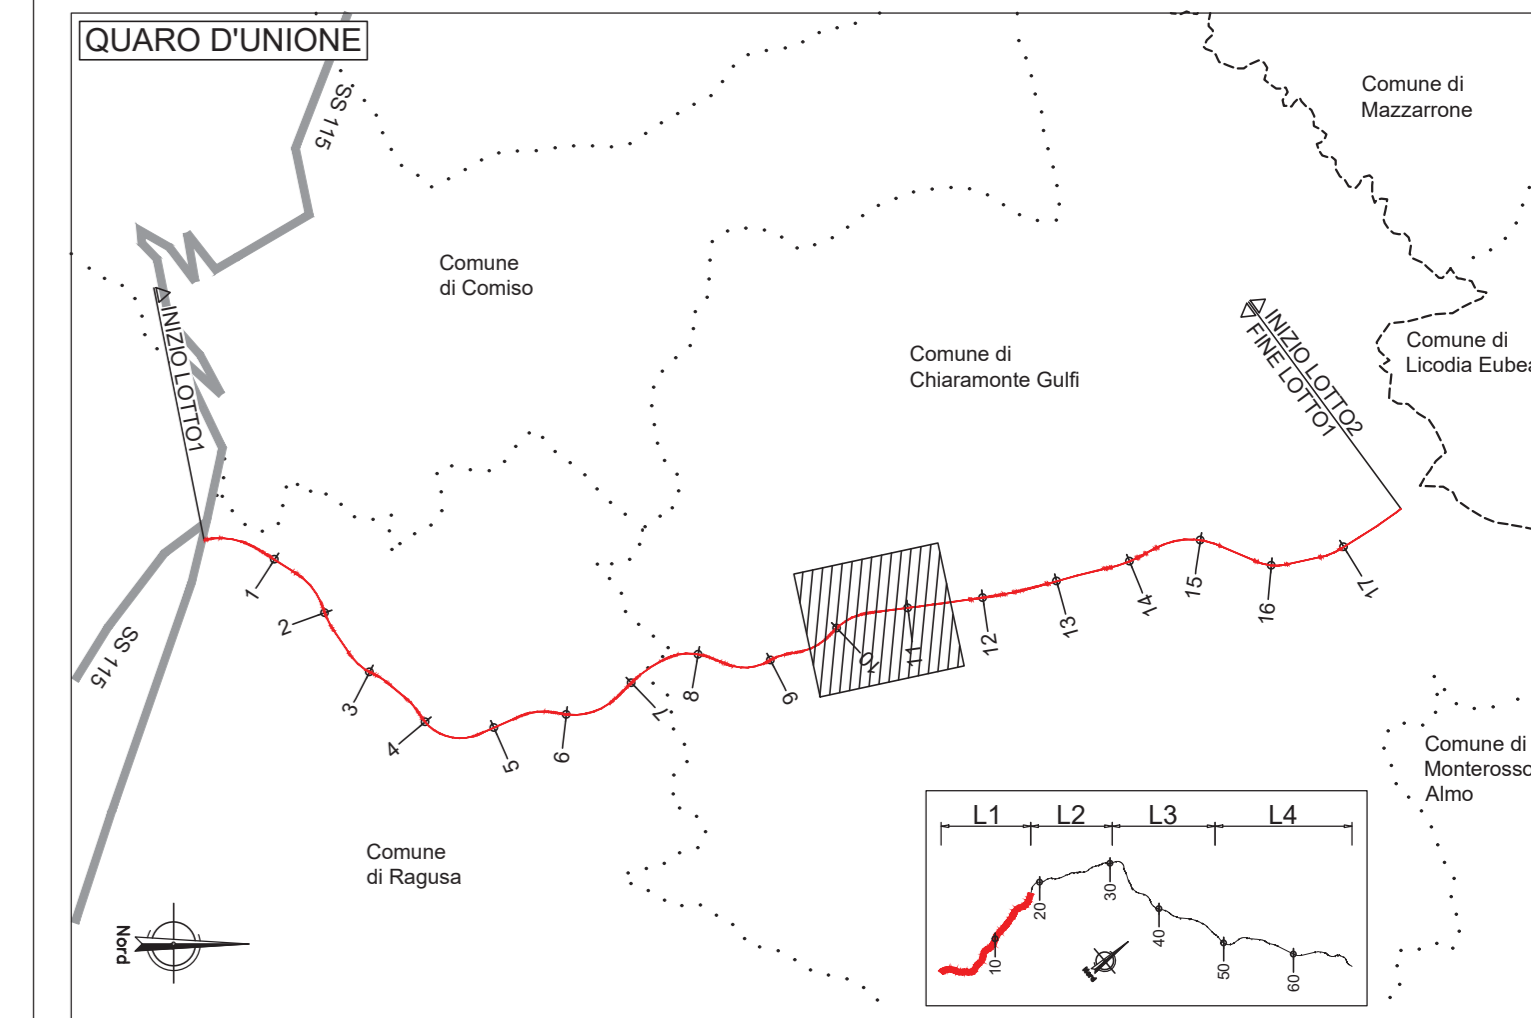 QUARO D'UNIONE
SS 115
Comune di
Mazzarrone
Comune
di Comiso
INIZIO LOTTO1
Comune di
Chiaramonte Gulfi
INIZIO LOTTO2
FINE LOTTO1
Comune di
Licodia Eubea
1
2
3
4
5
6
7
8
9
10
11
12
13
14
15
16
17
SS 115
Comune di
Monterosso
Almo
Comune
di Ragusa
Nord
L1 L2 L3 L4
10
20
30
40
50
60